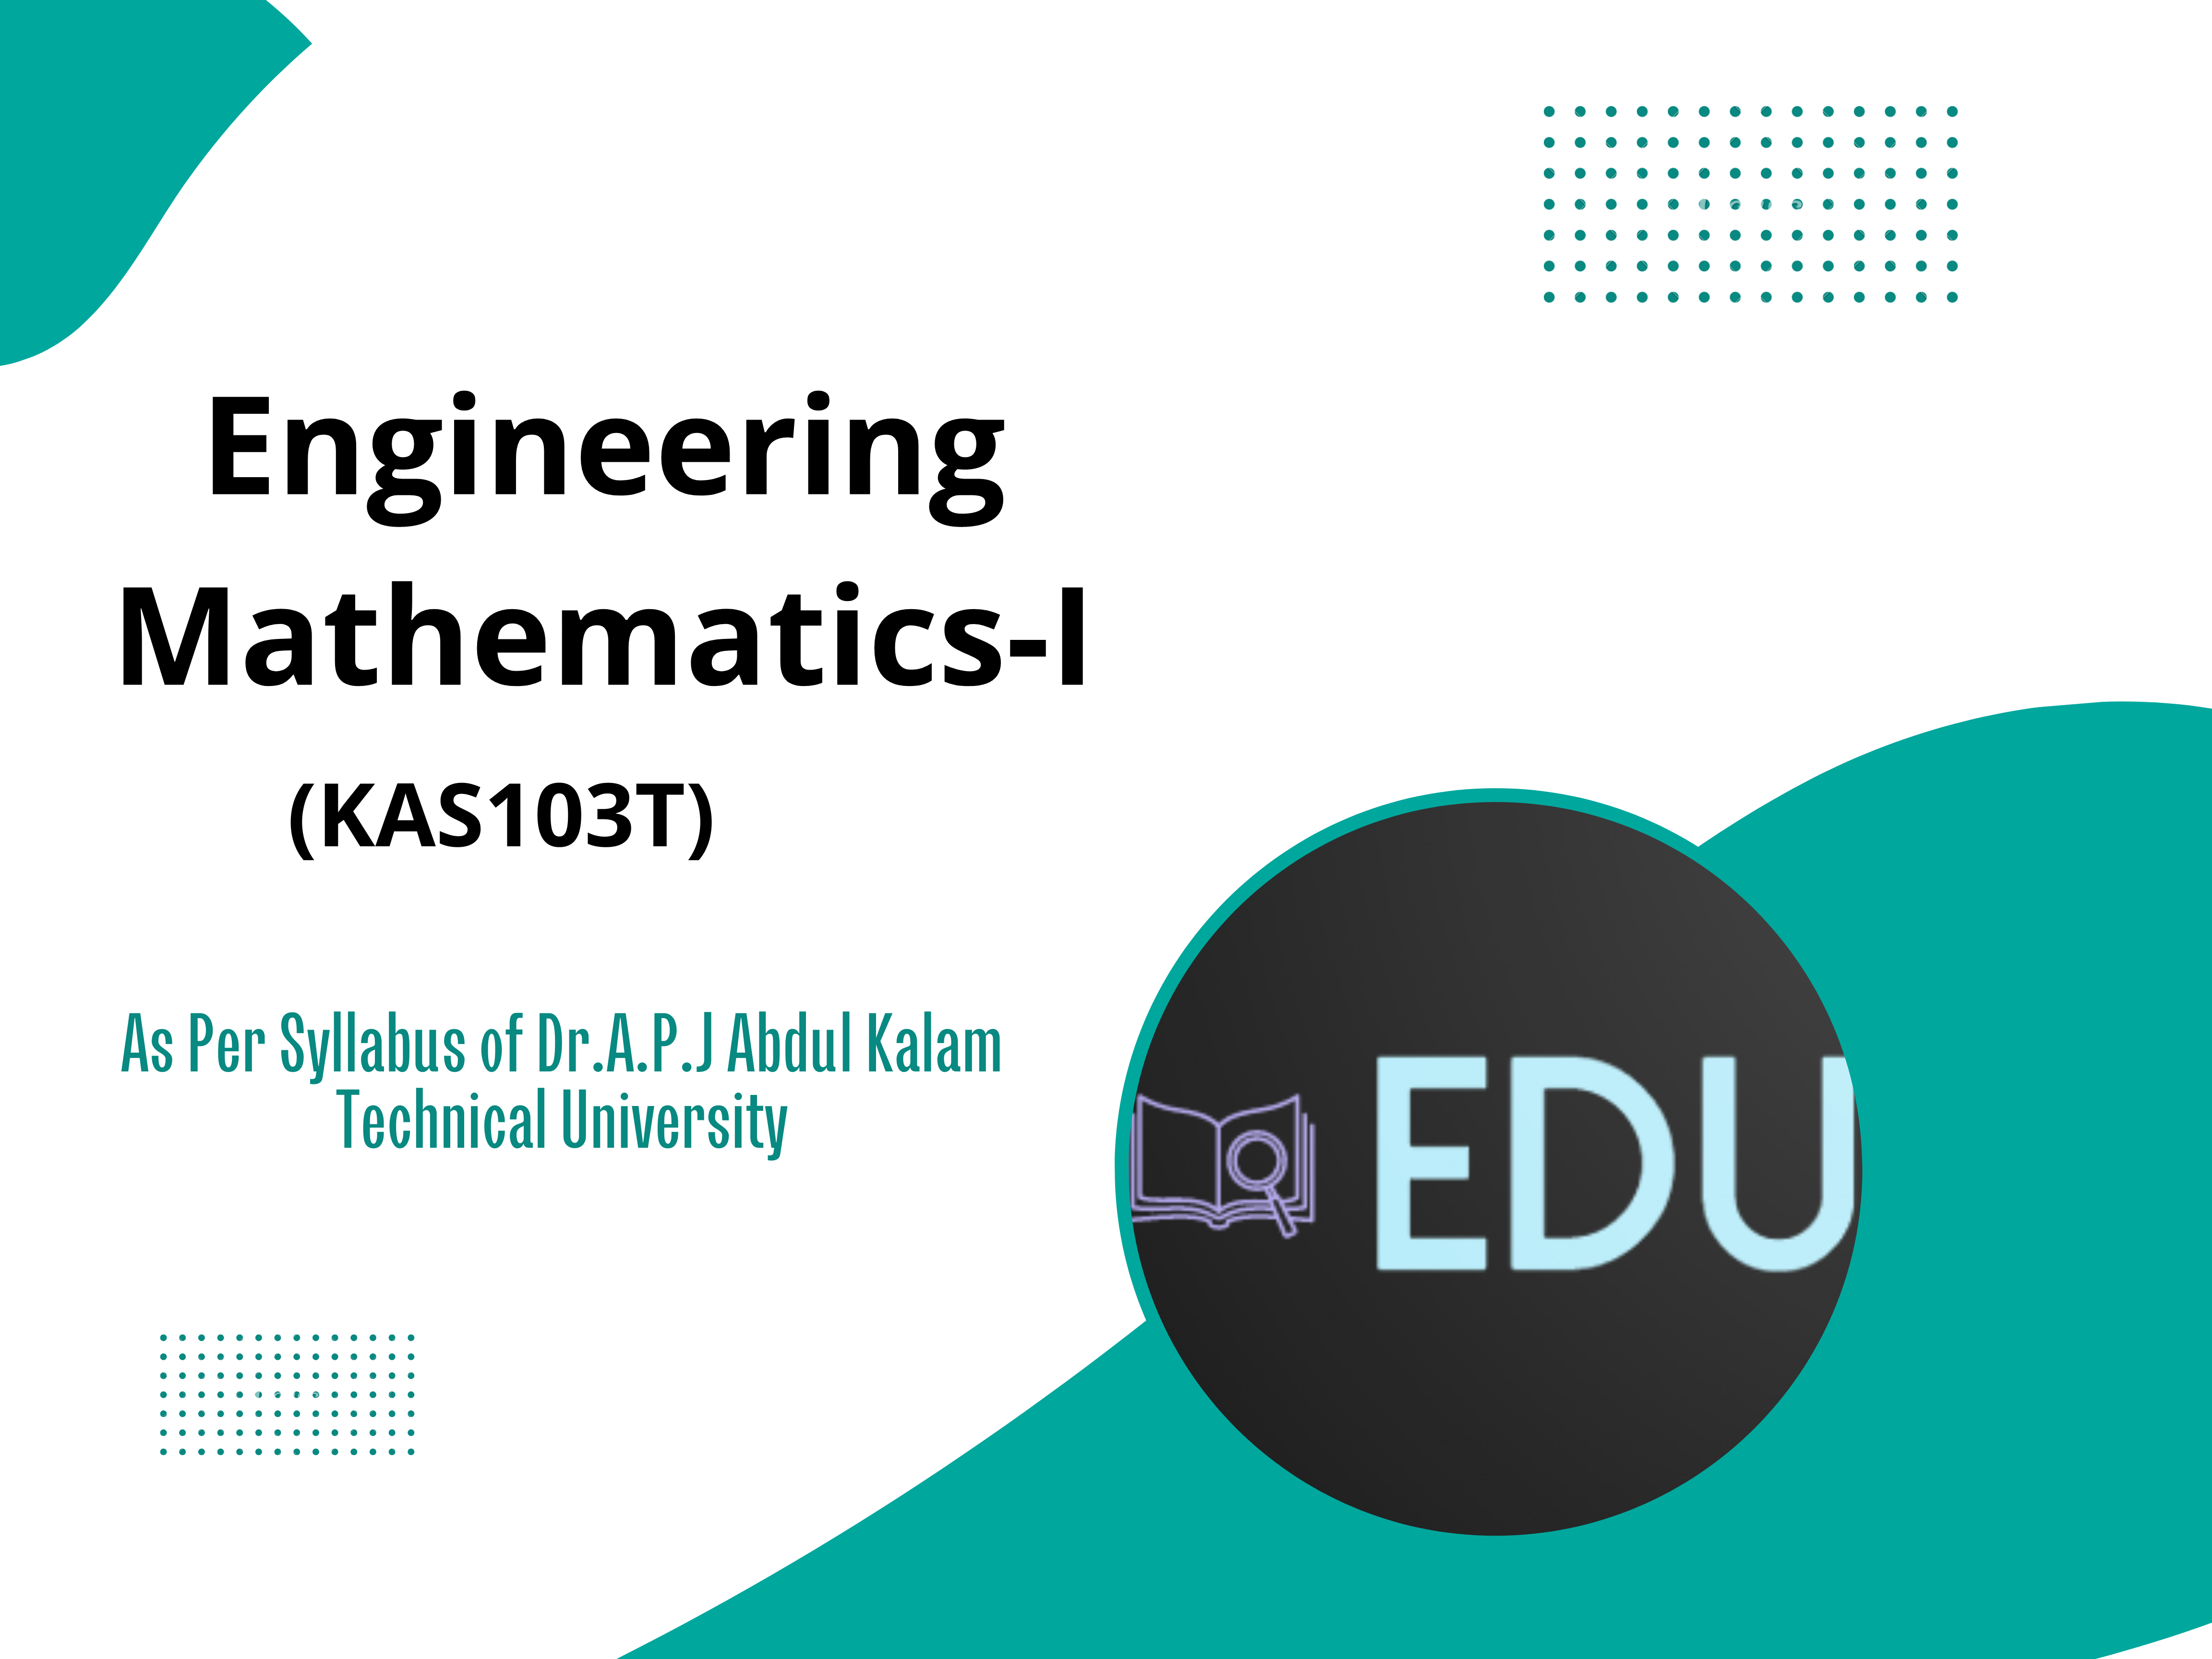 Engineering
Mathematics-I
(KAS103T)
As Per Syllabus of Dr.A.P.J Abdul Kalam
Technical University
EDU